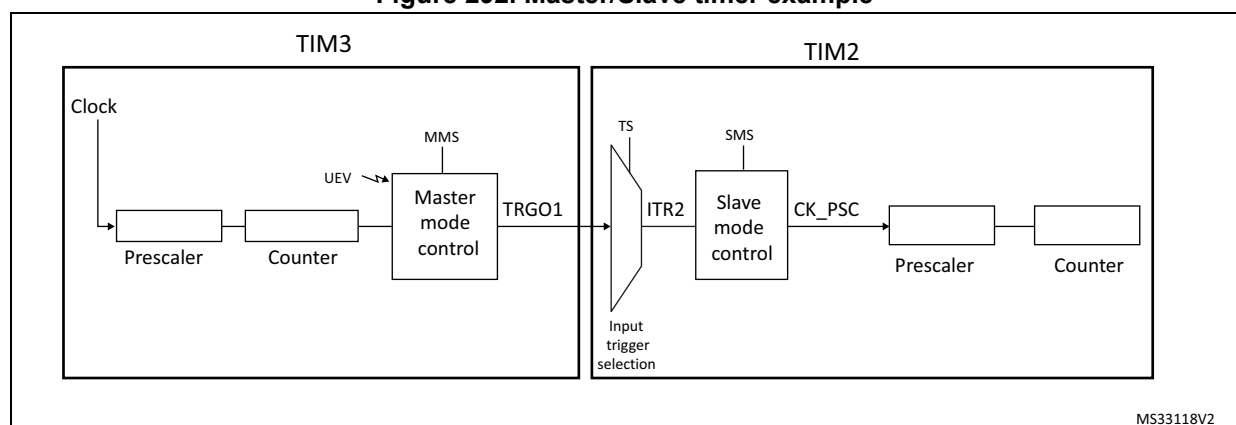 Figure Master/Slave timer example
TIM3
TIM2
Clock
MMS
UEV
Master
mode
control
TRGO1
Prescaler
Counter
TS
SMS
ITR2
Slave
mode
control
CK_PSC
Prescaler
Counter
Input
trigger
selection
MS33118V2